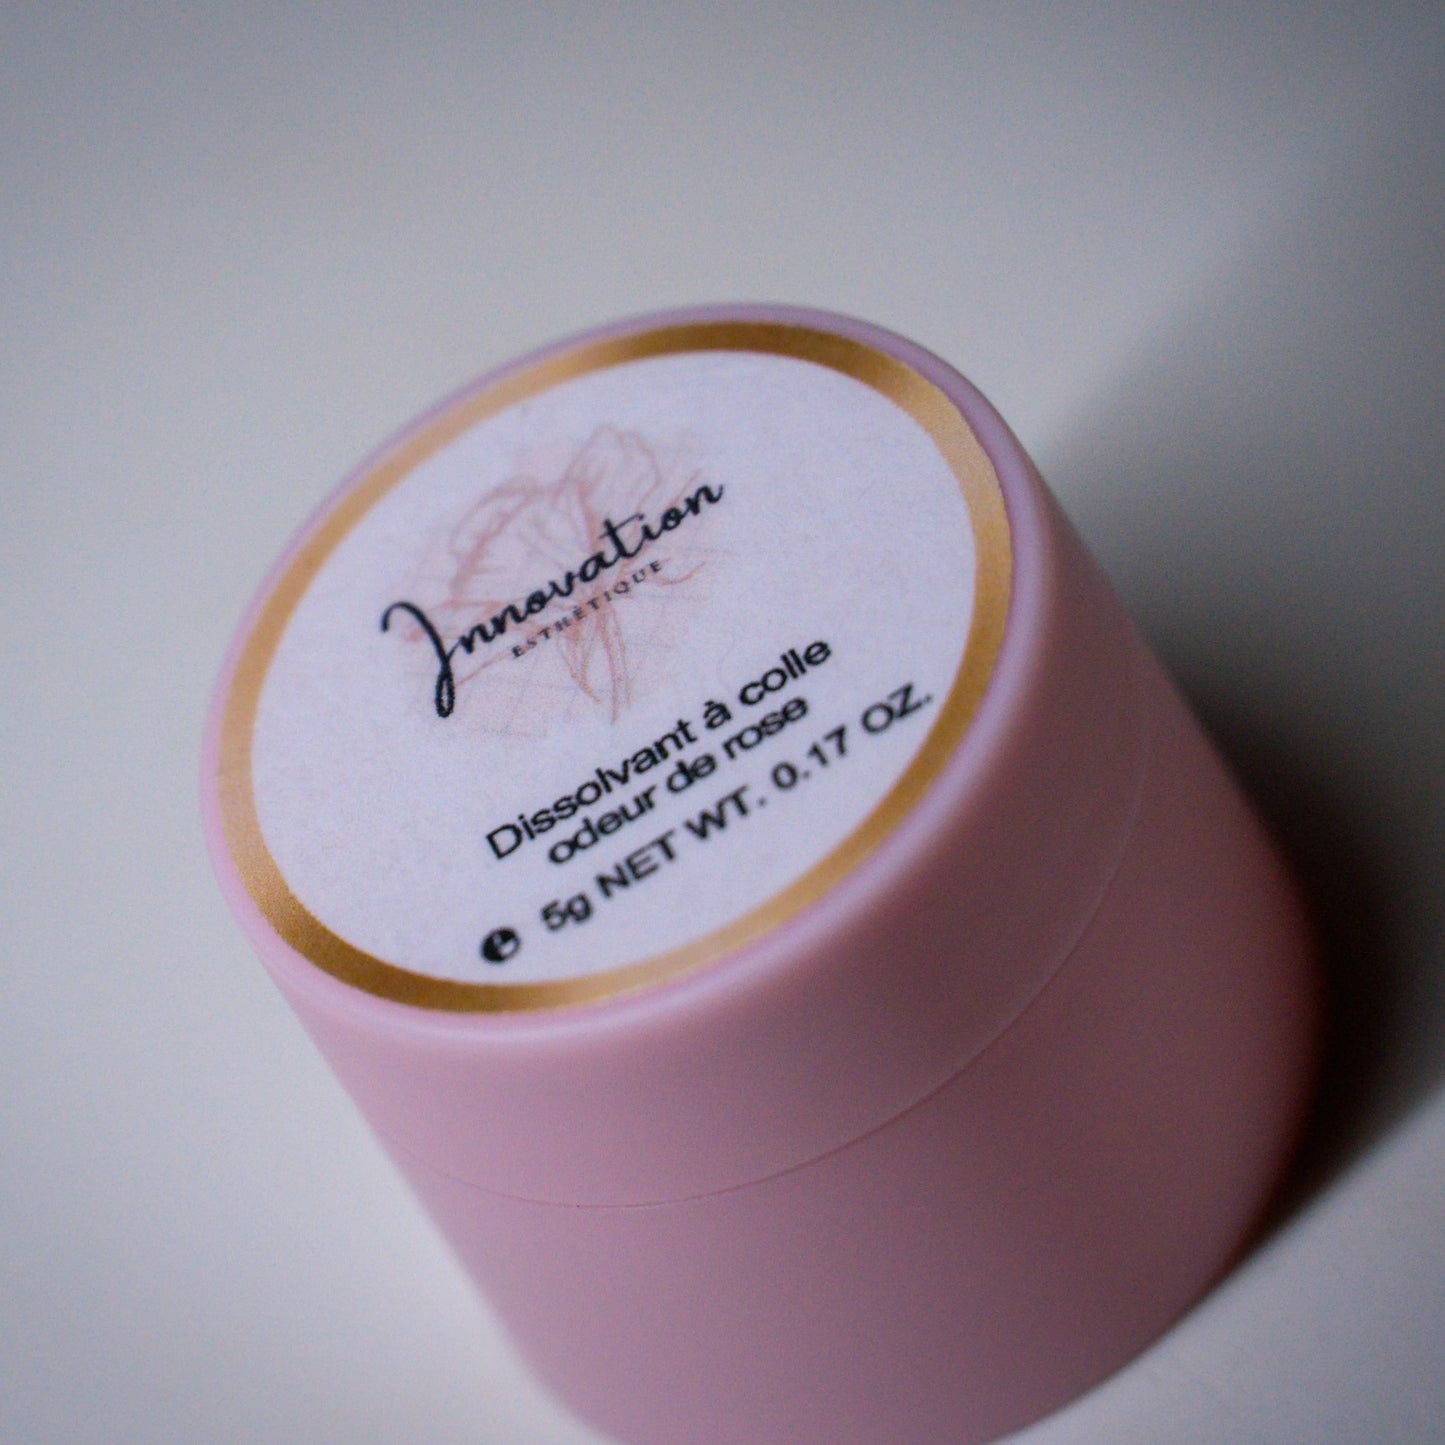 Innovation
ESTHÉTIQUE
Dissolvant à colle
odeur de rose
5g NET WT. 0.17 OZ.